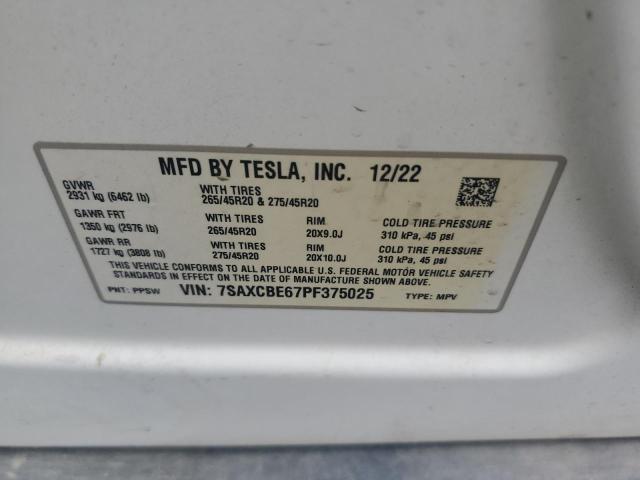 MFD BY TESLA, INC. 12/22
GVWR
2931 kg (6462 lb)
WITH TIRES
265/45R20 & 275/45R20
GAWR FRT
1350 kg (2976 lb)
WITH TIRES
265/45R20
RIM
20X9.0J
COLD TIRE PRESSURE
310 kPa, 45 psi
GAWR RR
1727 kg (3808 lb)
WITH TIRES
275/45R20
RIM
20X10.0J
COLD TIRE PRESSURE
310 kPa, 45 psi
THIS VEHICLE CONFORMS TO ALL APPLICABLE U.S. FEDERAL MOTOR VEHICLE SAFETY
STANDARDS IN EFFECT ON THE DATE OF MANUFACTURE SHOWN ABOVE.
PNT: PPSW VIN: 7SAXCBE67PF375025 TYPE: MPV